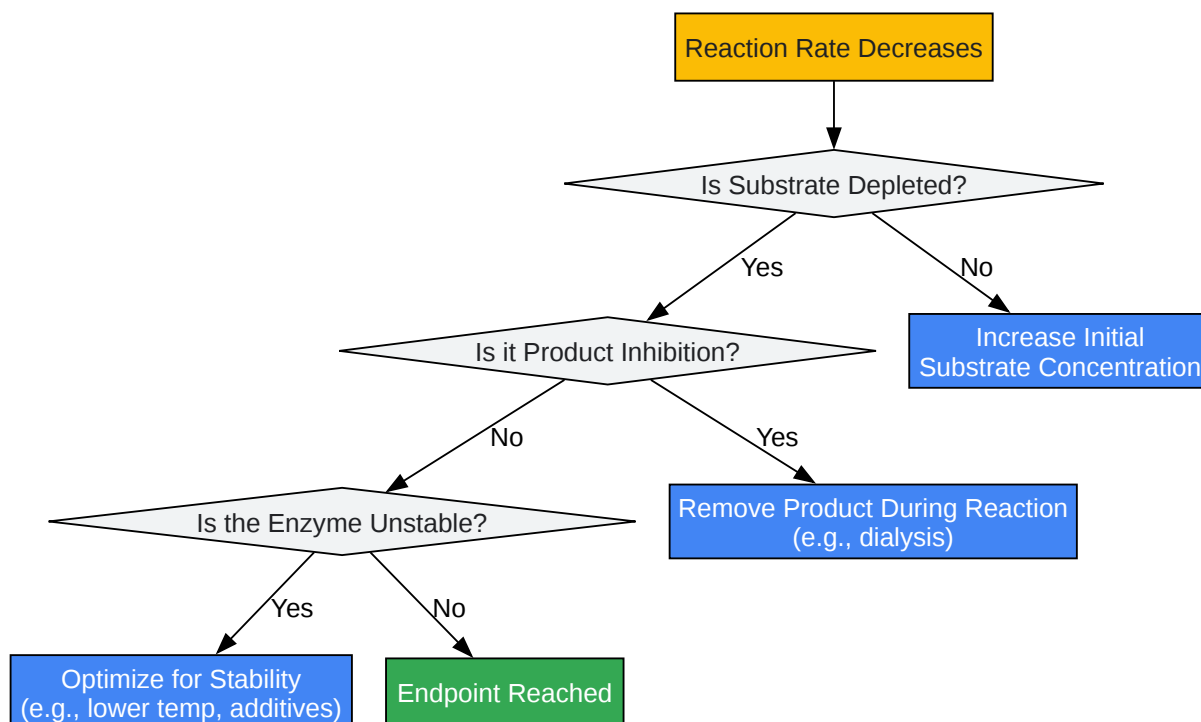 Reaction Rate Decreases
Is Substrate Depleted?
Yes
No
Increase Initial
Substrate Concentration
Is it Product Inhibition?
No
Yes
Remove Product During Reaction
(e.g., dialysis)
Is the Enzyme Unstable?
Yes
No
Optimize for Stability
(e.g., lower temp, additives)
Endpoint Reached